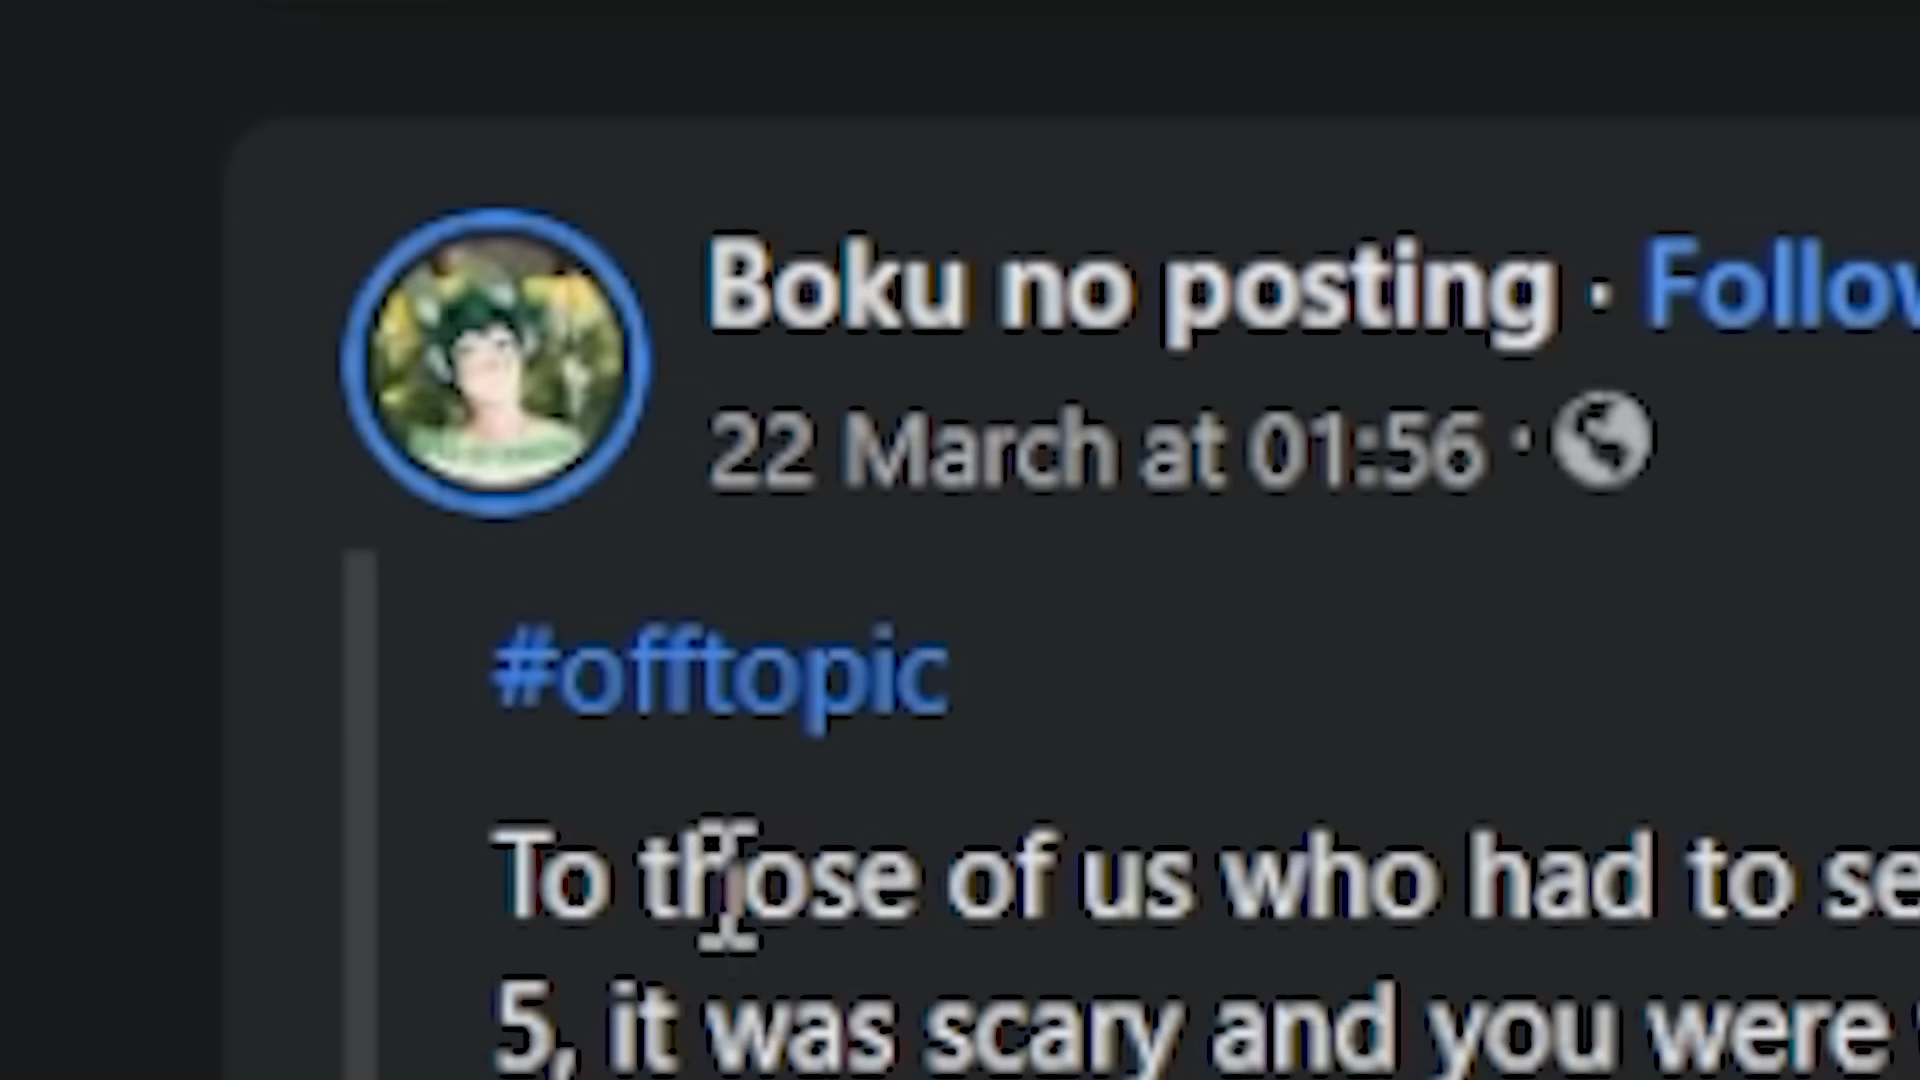 Boku no posting · Follow
22 March at 01:56 ·
#offtopic
To those of us who had to
5, it was scary and you were